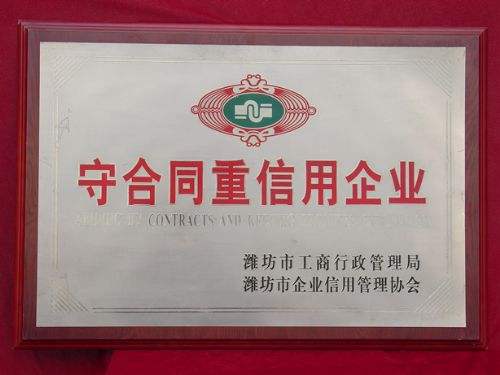 守合同重信用企业
CONTRACTS AND
潍坊市工商行政管理局
潍坊市企业信用管理协会